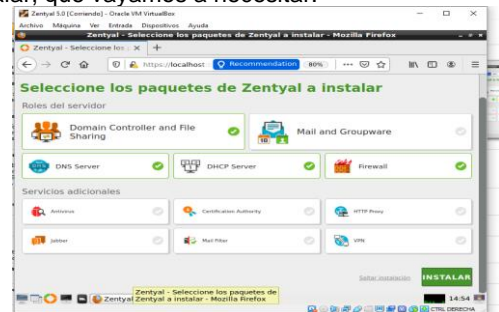 alar, que vayamos a necesitar.
Zentyal 5.0 [Corriendo] - Oracle VM VirtualBox
Archivo Máquina Ver Entrada Dispositivos Ayuda
Zentyal - Seleccione los paquetes de Zentyal a instalar - Mozilla Firefox
Zentyal - Seleccione los
https://localhost
Recommendation
80%
Seleccione los paquetes de Zentyal a instalar
Roles del servidor
Domain Controller and File Sharing
Mail and Groupware
DNS Server
DHCP Server
Firewall
Servicios adicionales
Antivirus
Certification Authority
HTTP Proxy
Jabber
Mail Filter
VPN
Saltar instalación
INSTALAR
Zentyal - Seleccione los paquetes de
Zentyal a instalar - Mozilla Firefox
Zentyal
14:54
CTRL DERECHA